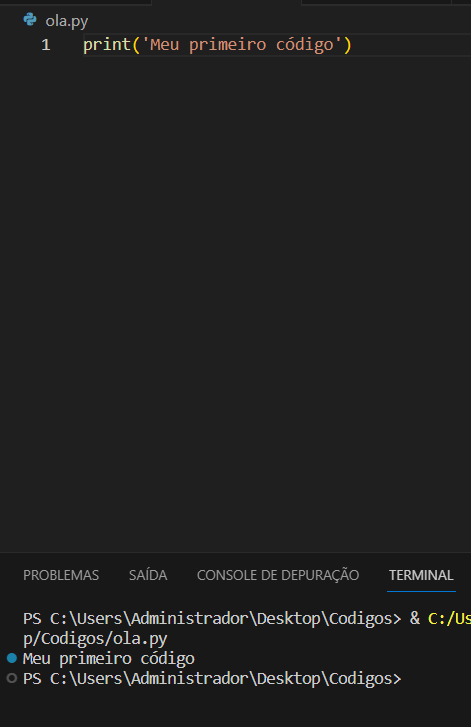 ola.py
1 print('Meu primeiro código')
PROBLEMAS SAÍDA CONSOLE DE DEPURAÇÃO TERMINAL
PS C:\Users\Administrador\Desktop\Codigos> & C:/Us
p/Codigos/ola.py
Meu primeiro código
PS C:\Users\Administrador\Desktop\Codigos>